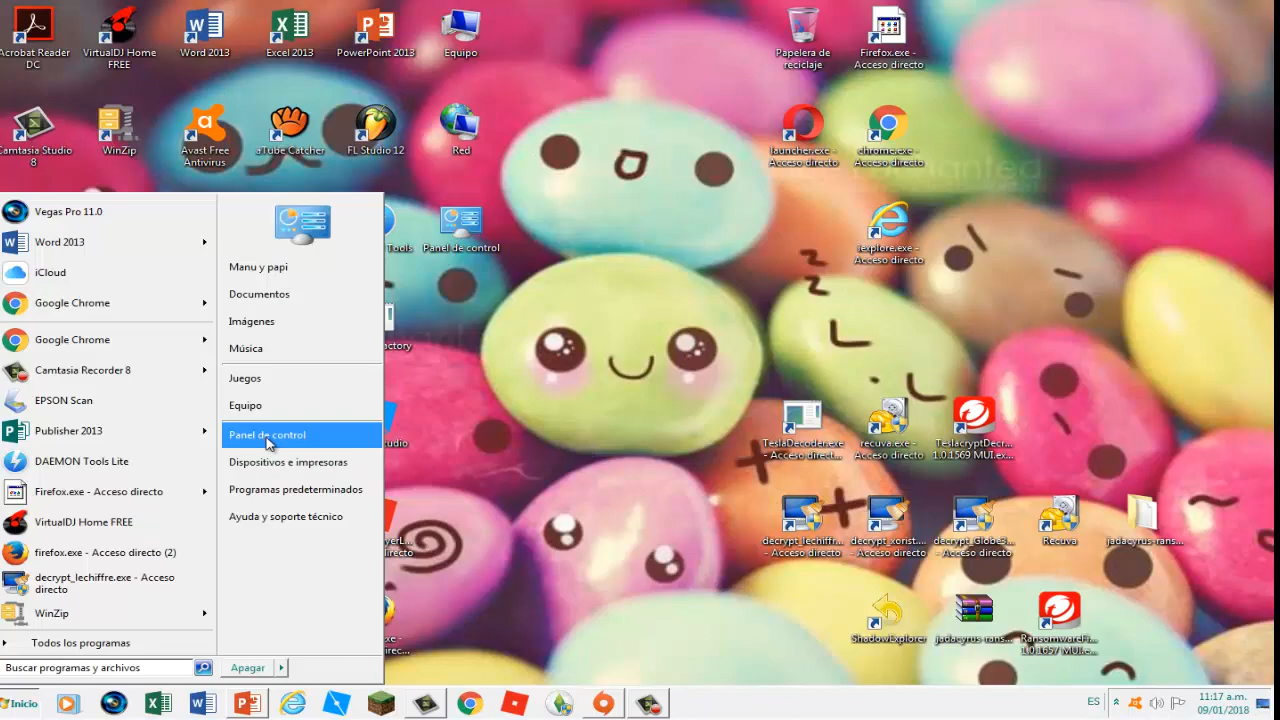 Acrobat Reader
DC
VirtualDJ Home
FREE
Word 2013
Excel 2013
PowerPoint 2013
Equipo
Papelera de
reciclaje
Firefox.exe -
Acceso directo
Camtasia Studio
8
WinZip
Avast Free
Antivirus
aTube Catcher
FL Studio 12
Red
launcher.exe -
Acceso directo
chrome.exe -
Acceso directo
Tools
Panel de control
iexplore.exe -
Acceso directo
Vegas Pro 11.0
Word 2013
iCloud
Google Chrome
Google Chrome
Camtasia Recorder 8
EPSON Scan
Publisher 2013
DAEMON Tools Lite
Firefox.exe - Acceso directo
VirtualDJ Home FREE
firefox.exe - Acceso directo (2)
decrypt_lechiffre.exe - Acceso
directo
WinZip
Todos los programas
Buscar programas y archivos
Manu y papi
Documentos
Imágenes
Música
Juegos
Equipo
Panel de control
Dispositivos e impresoras
Programas predeterminados
Ayuda y soporte técnico
Apagar
TeslaDecoder.exe
- Acceso direct...
recuva.exe -
Acceso directo
TeslacryptDecr...
1.0.1569 MUI.ex...
decrypt_lechiffr...
- Acceso direc...
decrypt_xorist....
- Acceso directo
decrypt_Globe3...
- Acceso directo
Recuva
jadacyrus-rans...
ShadowExplorer
jadacyrus-rans...
RansomwareFi...
1.0.1657 MUI.ex...
Inicio
ES
11:17 a.m.
09/01/2018